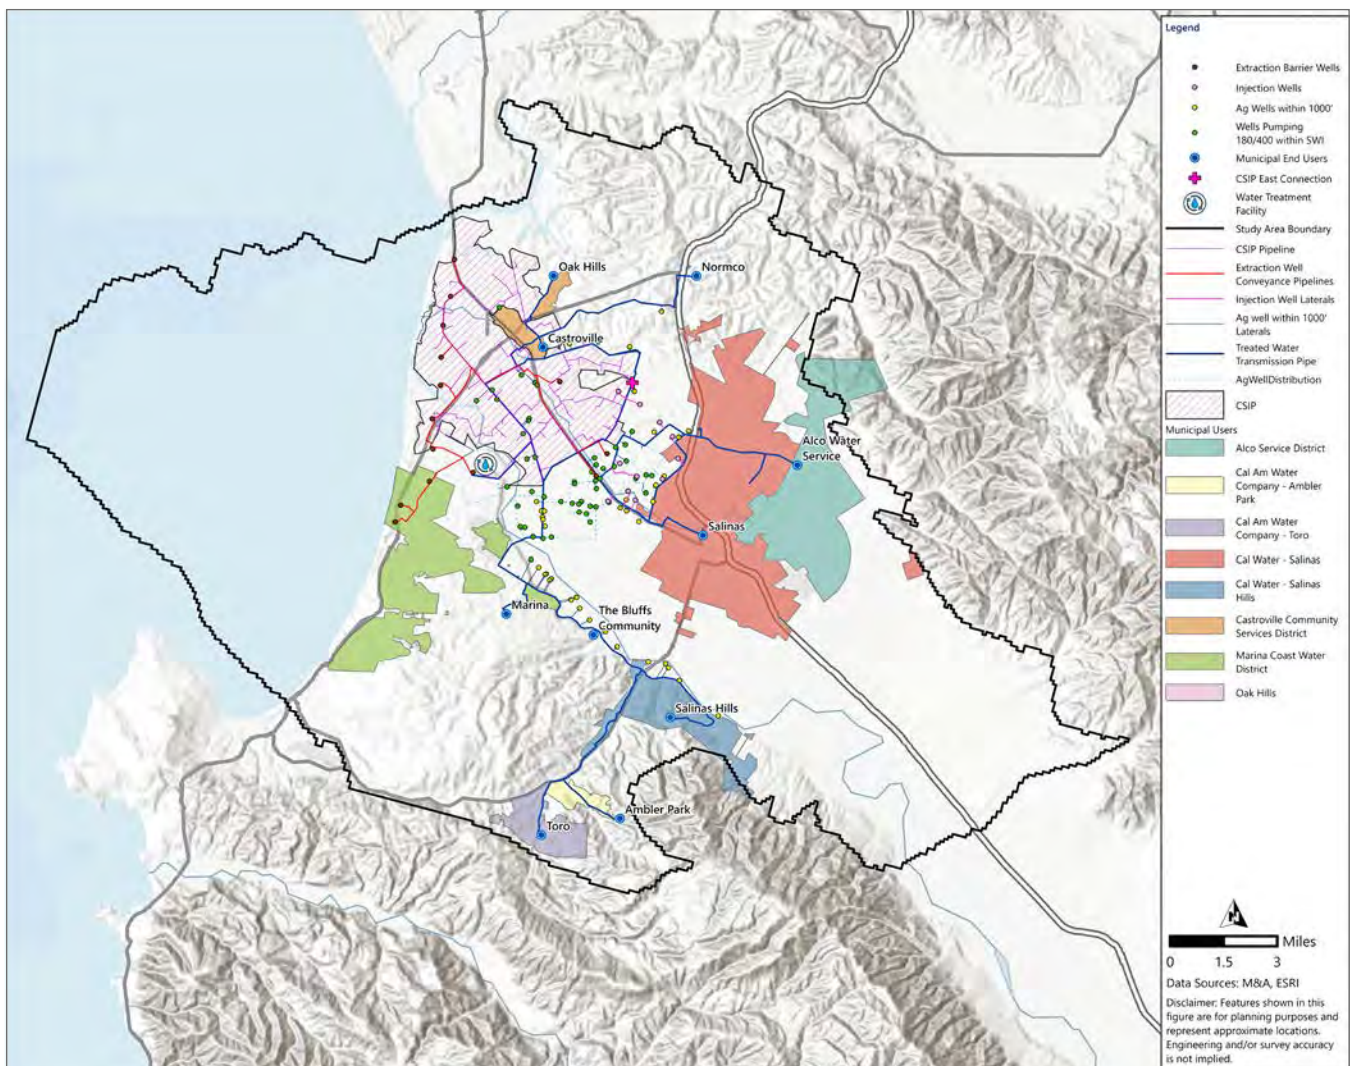 Legend
Extraction Barrier Wells
Injection Wells
Ag Wells within 1000'
Wells Pumping
180/400 within SWI
Municipal End Users
CSIP East Connection
Water Treatment
Facility
Study Area Boundary
CSIP Pipeline
Extraction Well
Conveyance Pipelines
Injection Well Laterals
Ag well within 1000'
Laterals
Treated Water
Transmission Pipe
AgWellDistribution
CSIP
Municipal Users
Alco Service District
Cal Am Water
Company - Ambler
Park
Cal Am Water
Company - Toro
Cal Water - Salinas
Cal Water - Salinas
Hills
Castroville Community
Services District
Marina Coast Water
District
Oak Hills
N
Miles
0 1.5 3
Data Sources: M&A, ESRI
Disclaimer: Features shown in this
figure are for planning purposes and
represent approximate locations.
Engineering and/or survey accuracy
is not implied.
Oak Hills
Normco
Castroville
Alco Water
Service
Salinas
Marina
The Bluffs
Community
Salinas Hills
Ambler Park
Toro